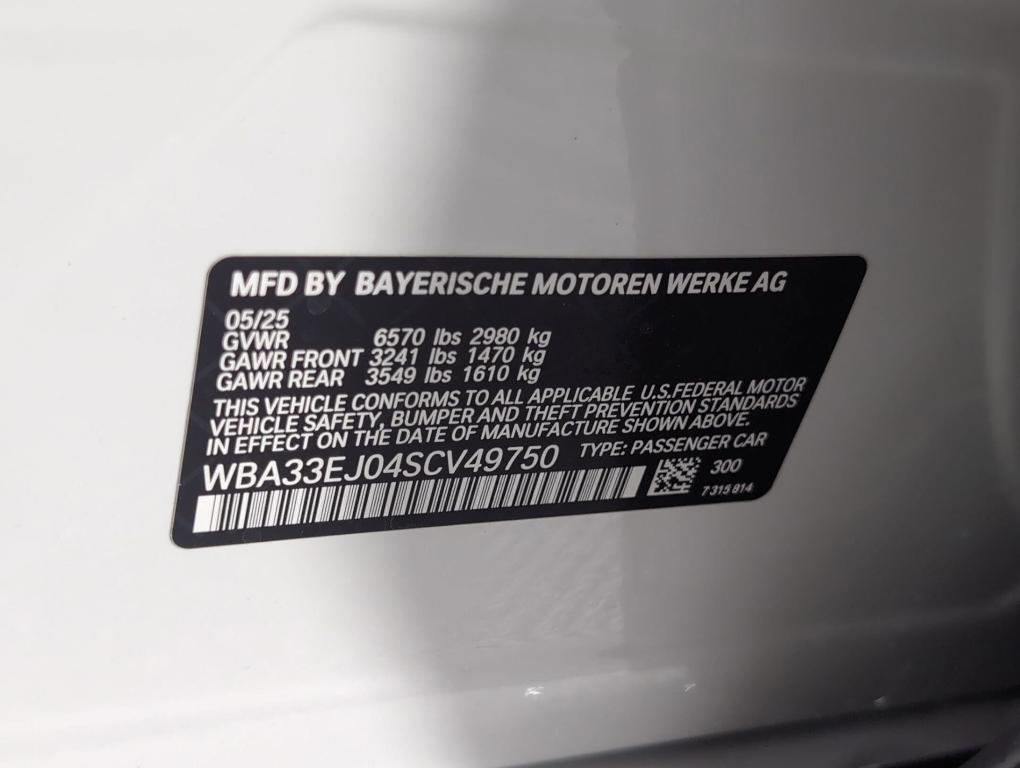 MFD BY BAYERISCHE MOTOREN WERKE AG
05/25
GVWR 6570 lbs 2980 kg
GAWR FRONT 3241 lbs 1470 kg
GAWR REAR 3549 lbs 1610 kg
THIS VEHICLE CONFORMS TO ALL APPLICABLE U.S.FEDERAL MOTOR
VEHICLE SAFETY, BUMPER AND THEFT PREVENTION STANDARDS
IN EFFECT ON THE DATE OF MANUFACTURE SHOWN ABOVE.
WBA33EJ04SCV49750 TYPE: PASSENGER CAR
300
7 315 814